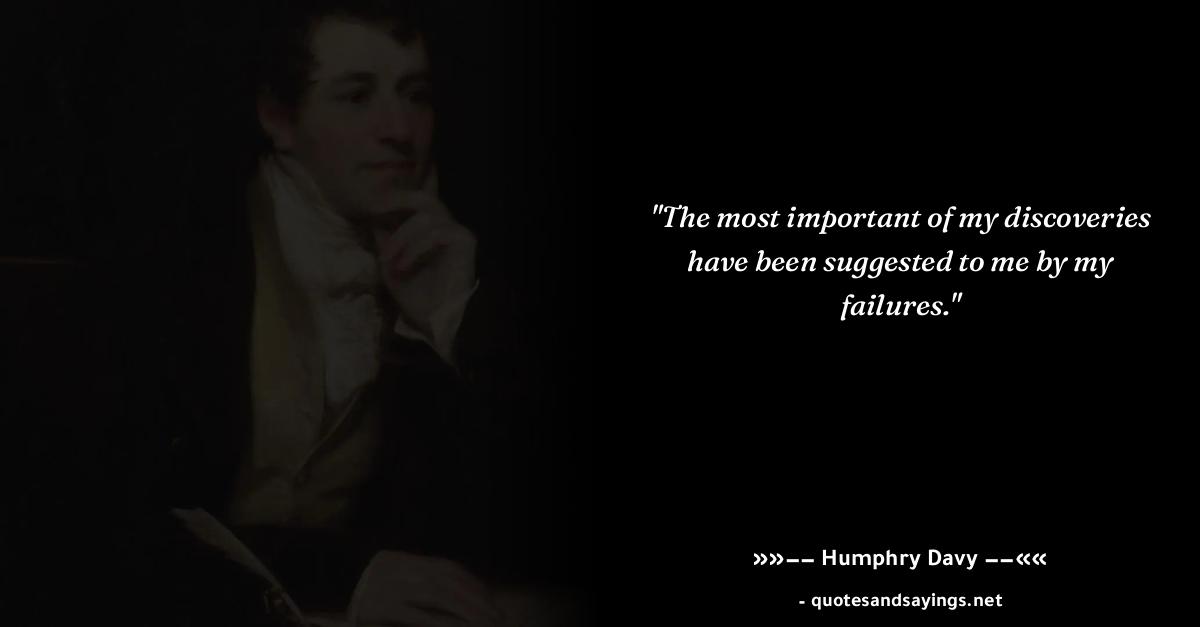 "The most important of my discoveries
have been suggested to me by my
failures."
»»–– Humphry Davy ––««
- quotesandsayings.net